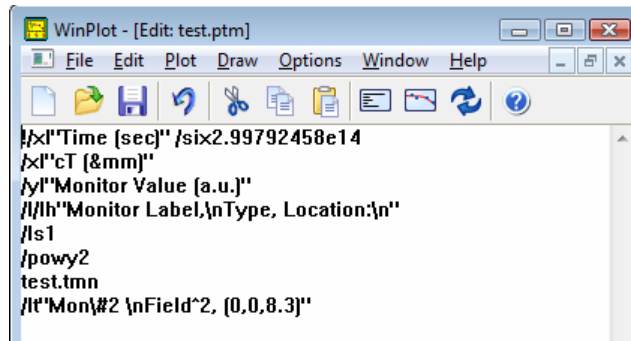 WinPlot - [Edit: test.ptm]
File Edit Plot Draw Options Window Help
!/xl"Time (sec)" /six2.99792458e14
/xl"cT (&mm)"
/yl"Monitor Value (a.u.)"
/l/lh"Monitor Label,\nType, Location:\n"
/ls1
/powy2
test.tmn
/lt"Mon\#2 \nField^2, (0,0,8.3)"